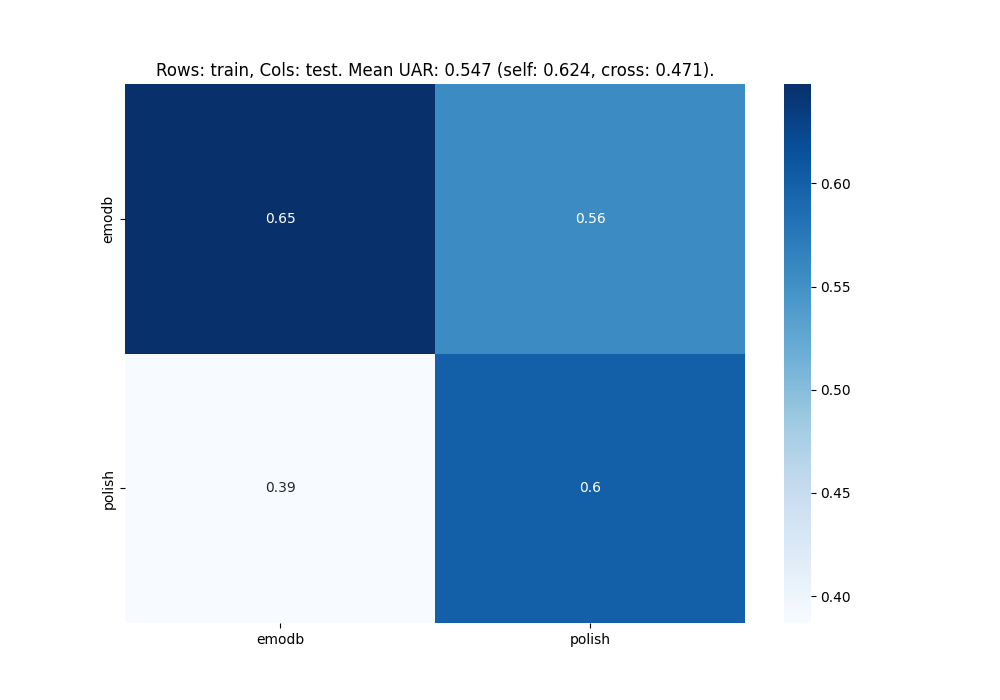 Rows: train, Cols: test. Mean UAR: 0.547 (self: 0.624, cross: 0.471).
emodb
0.65
0.56
polish
0.39
0.6
emodb
polish
0.60
0.55
0.50
0.45
0.40